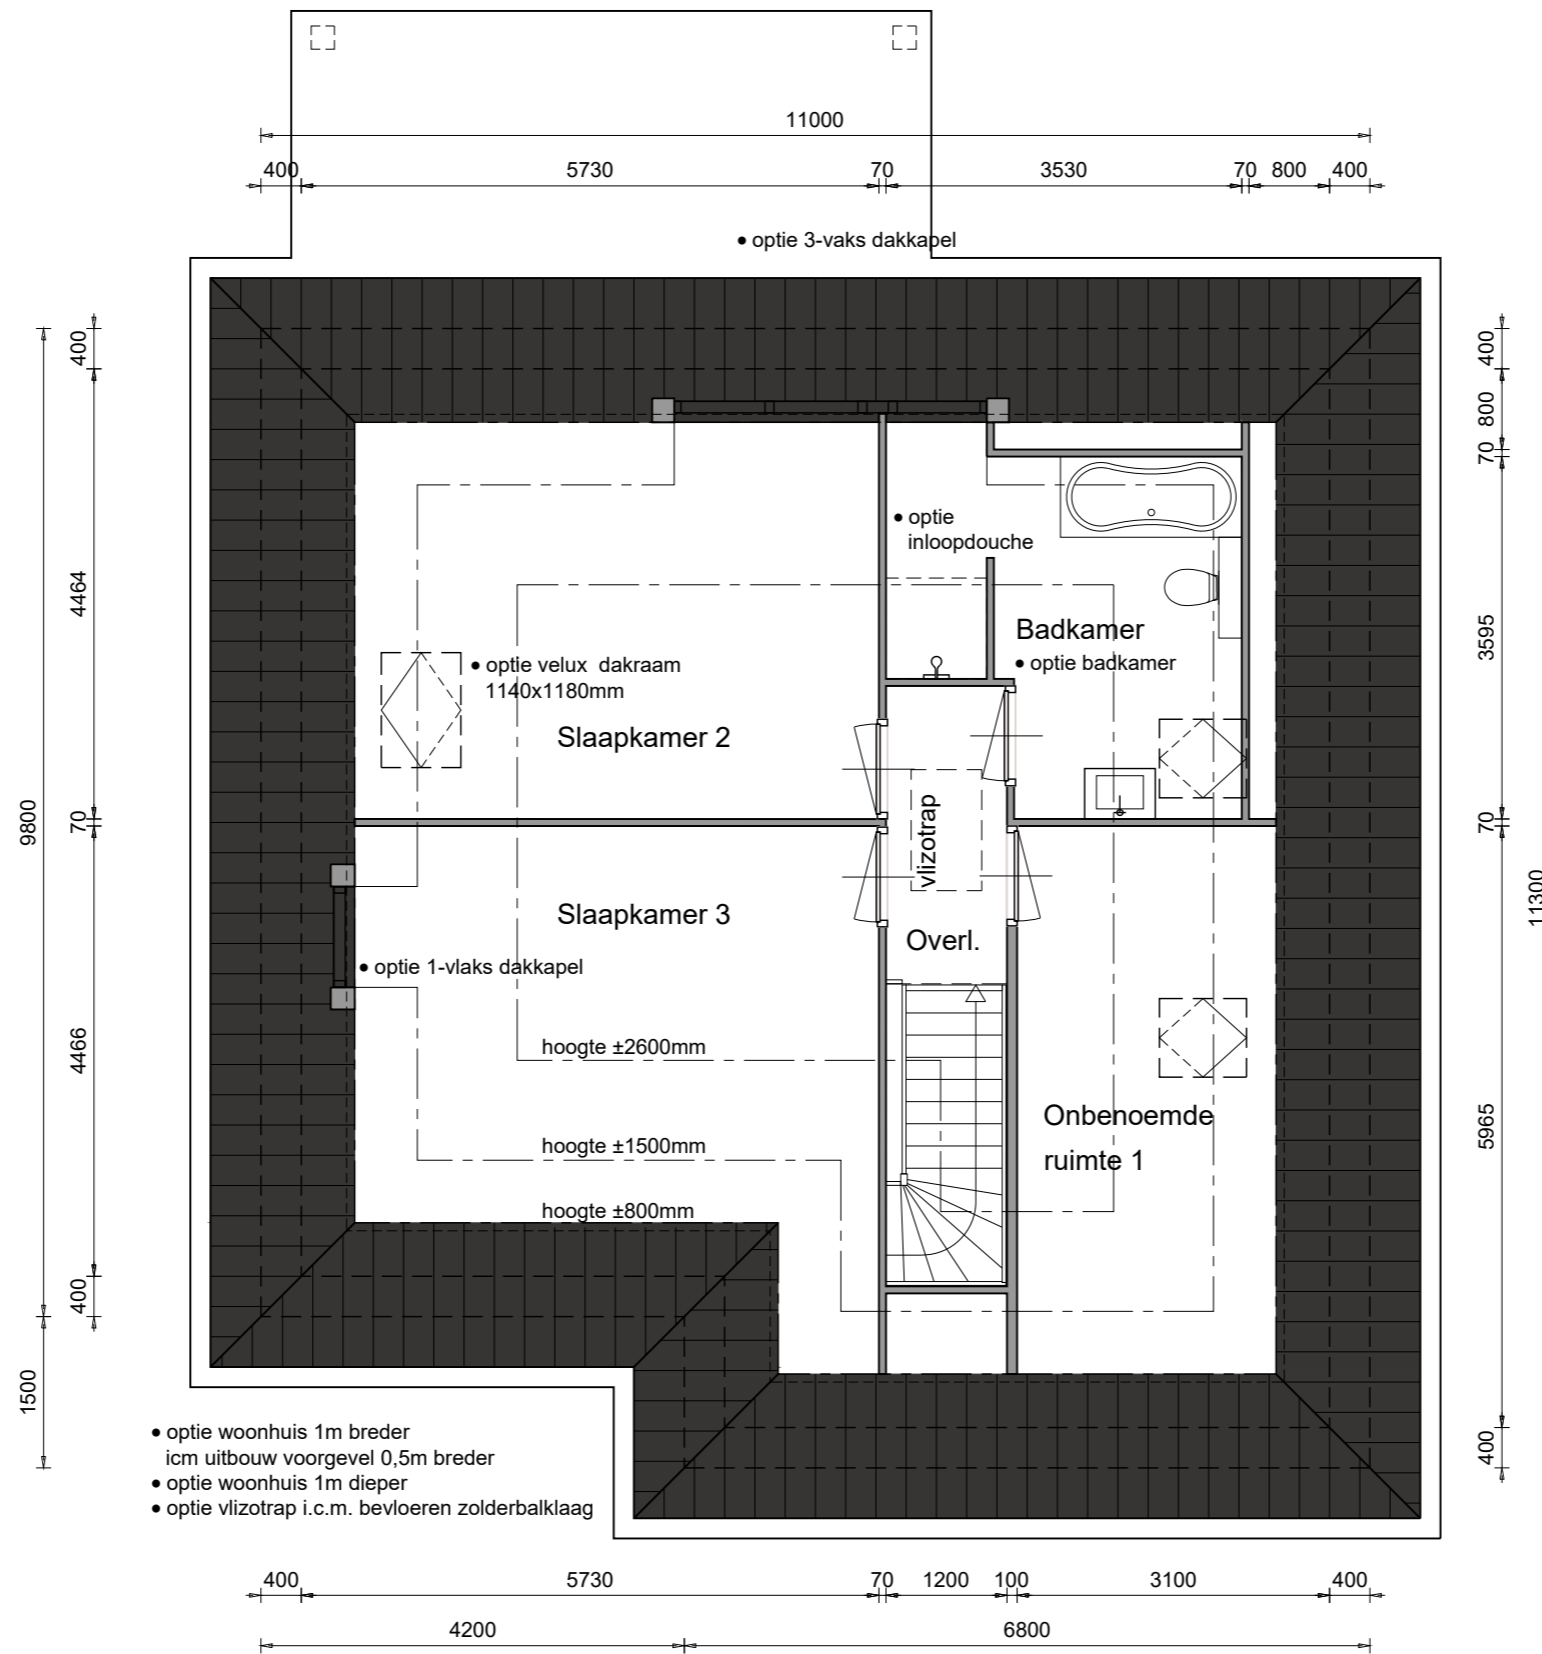 11000
400 5730 70 3530 70 800 400
• optie 3-vaks dakkapel
400
4464
70
4466
400
9800
1500
400
800
70
3595
70
5965
400
11300
• optie
inloopdouche
Badkamer
• optie badkamer
• optie velux dakraam
1140x1180mm
Slaapkamer 2
vlizotrap
Slaapkamer 3
Overl.
• optie 1-vlaks dakkapel
hoogte ±2600mm
Onbenoemde
ruimte 1
hoogte ±1500mm
hoogte ±800mm
• optie woonhuis 1m breder
icm uitbouw voorgevel 0,5m breder
• optie woonhuis 1m dieper
• optie vlizotrap i.c.m. bevloeren zolderbalklaag
400 5730 70 1200 100 3100 400
4200 6800